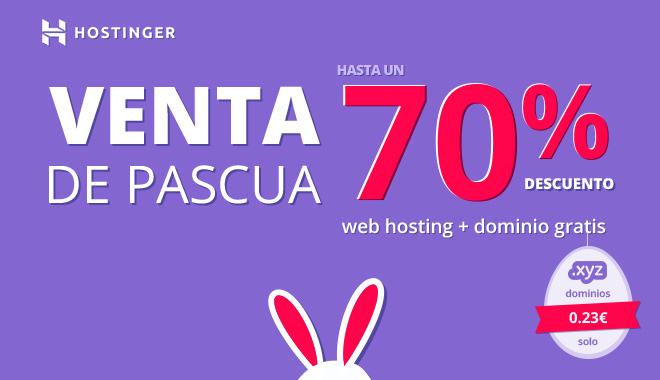 HOSTINGER
VENTA
DE PASCUA
HASTA UN
70%
DESCUENTO
web hosting + dominio gratis
.xyz
dominios
0.23€
solo